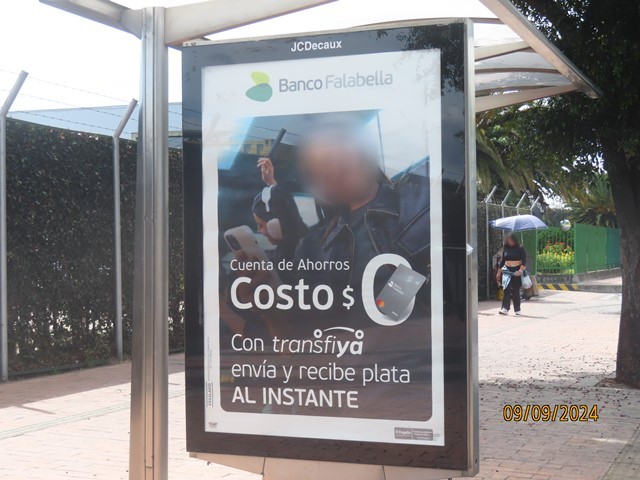 JCDecaux
Banco Falabella
Cuenta de Ahorros
Costo $0
Con transfiya
envía y recibe plata
AL INSTANTE
09/09/2024